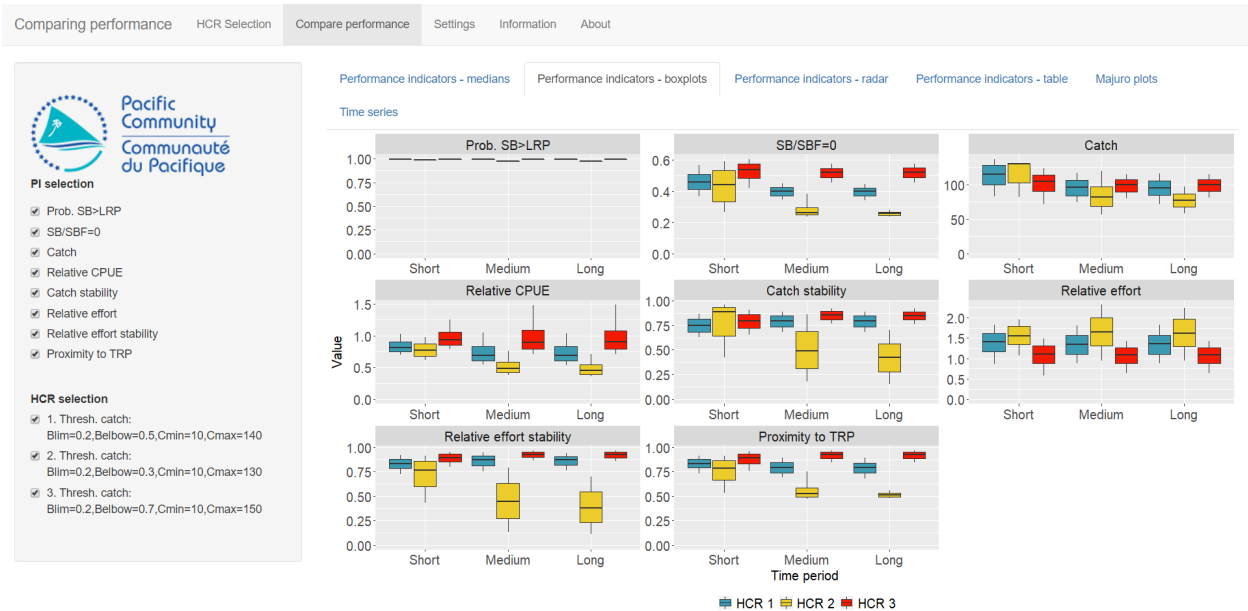 Comparing performance HCR Selection Compare performance Settings Information About
Pacific
Community
Communauté
du Pacifique
PI selection
Prob. SB>LRP
SB/SBF=0
Catch
Relative CPUE
Catch stability
Relative effort
Relative effort stability
Proximity to TRP
HCR selection
1. Thresh. catch:
Blim=0.2,Belbow=0.5,Cmin=10,Cmax=140
2. Thresh. catch:
Blim=0.2,Belbow=0.3,Cmin=10,Cmax=130
3. Thresh. catch:
Blim=0.2,Belbow=0.7,Cmin=10,Cmax=150
Performance indicators - medians Performance indicators - boxplots Performance indicators - radar Performance indicators - table Majuro plots
Time series
Prob. SB>LRP SB/SBF=0 Catch
1.00
0.75
0.50
0.25
0.00
0.6
0.4
0.2
0.0
100
50
0
Short Medium Long Short Medium Long Short Medium Long
Relative CPUE Catch stability Relative effort
Value
1.5
1.0
0.5
0.0
1.00
0.75
0.50
0.25
0.00
2.0
1.5
1.0
0.5
0.0
Short Medium Long
Relative effort stability Proximity to TRP
1.00
0.75
0.50
0.25
0.00
1.00
0.75
0.50
0.25
0.00
Short Medium Long Short Medium Long
Time period
HCR 1 HCR 2 HCR 3